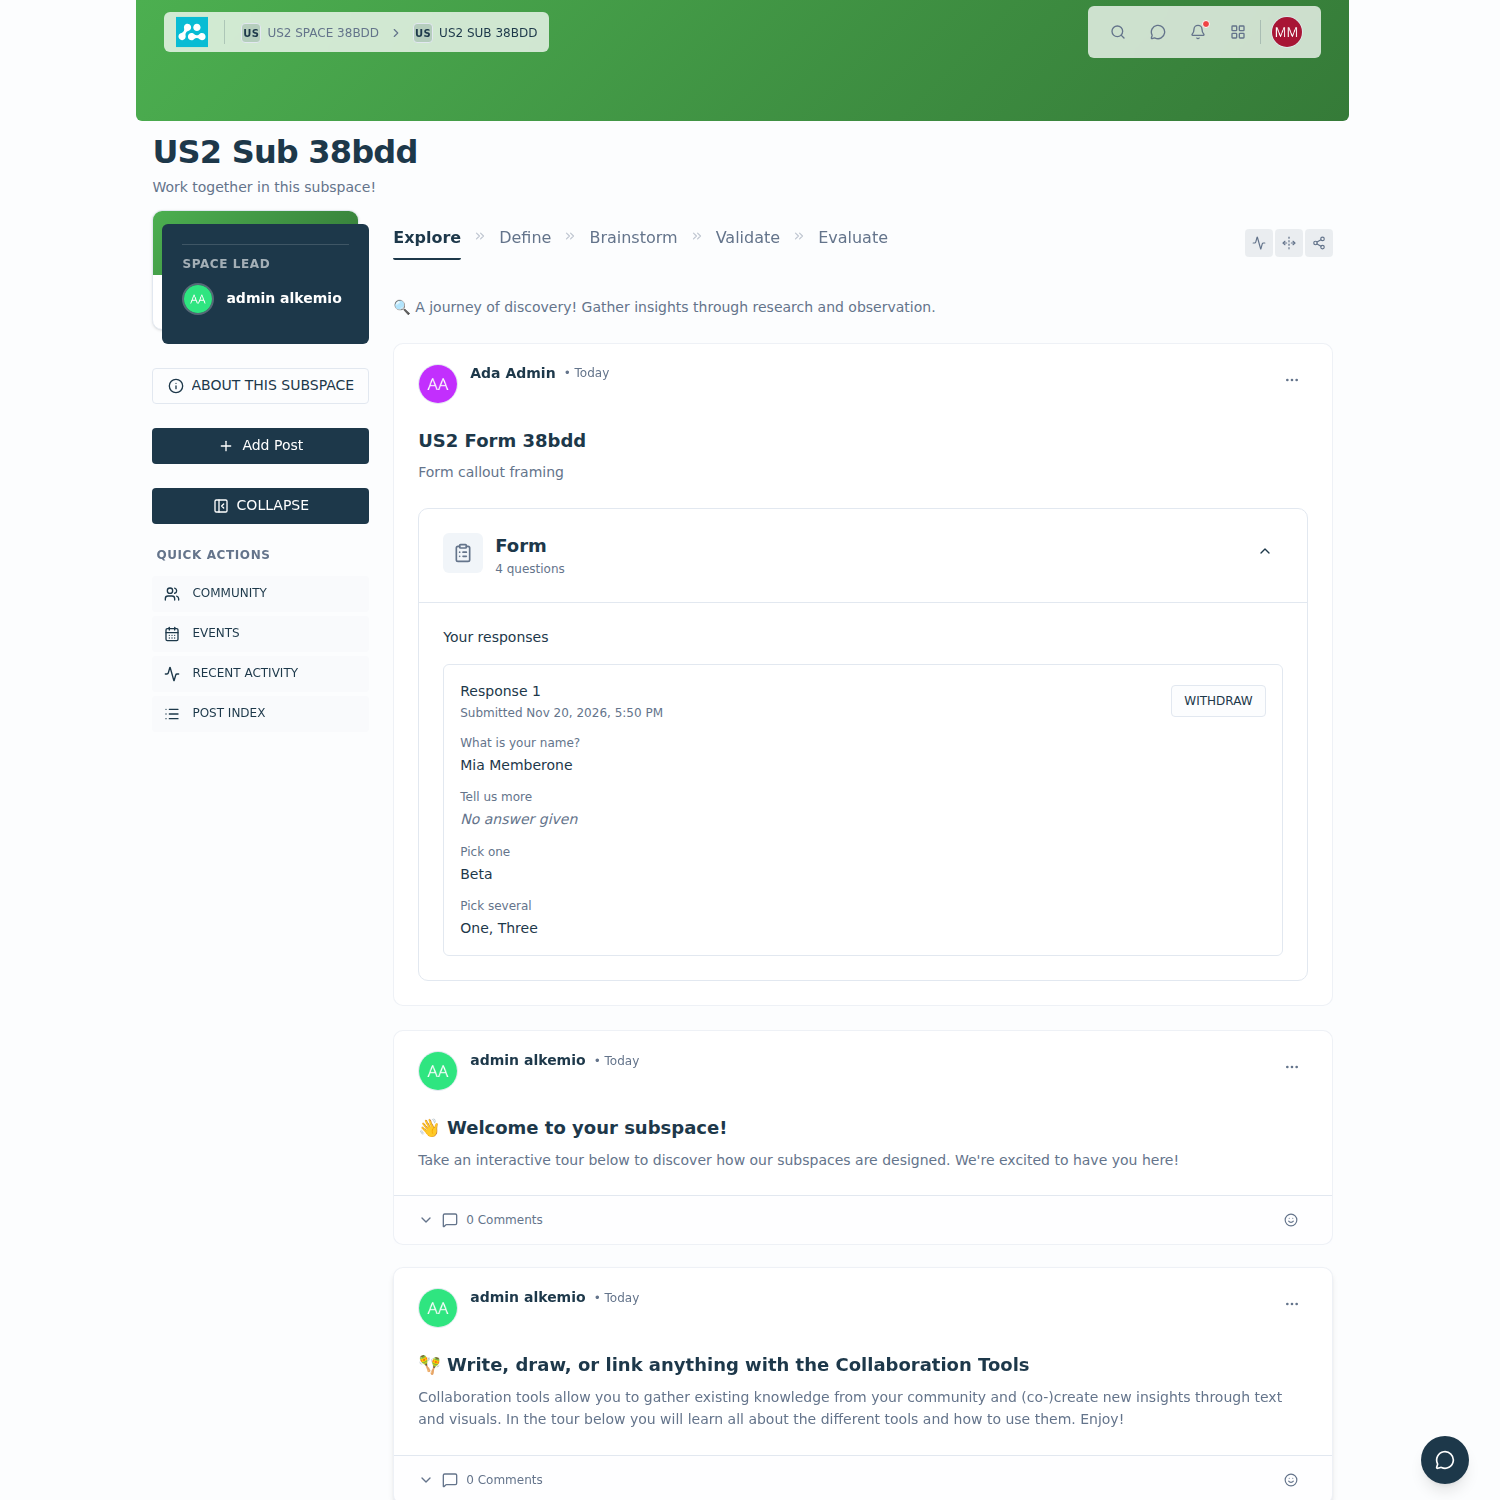 US US2 SPACE 38BDD US US2 SUB 38BDD
MM
US2 Sub 38bdd
Work together in this subspace!
SPACE LEAD
AA admin alkemio
ABOUT THIS SUBSPACE
Add Post
COLLAPSE
QUICK ACTIONS
COMMUNITY
EVENTS
RECENT ACTIVITY
POST INDEX
Explore Define Brainstorm Validate Evaluate
🔍 A journey of discovery! Gather insights through research and observation.
AA Ada Admin • Today
US2 Form 38bdd
Form callout framing
Form
4 questions
Your responses
Response 1
Submitted Nov 20, 2026, 5:50 PM
WITHDRAW
What is your name?
Mia Memberone
Tell us more
No answer given
Pick one
Beta
Pick several
One, Three
AA admin alkemio • Today
👋 Welcome to your subspace!
Take an interactive tour below to discover how our subspaces are designed. We're excited to have you here!
0 Comments
AA admin alkemio • Today
🪇 Write, draw, or link anything with the Collaboration Tools
Collaboration tools allow you to gather existing knowledge from your community and (co-)create new insights through text
and visuals. In the tour below you will learn all about the different tools and how to use them. Enjoy!
0 Comments